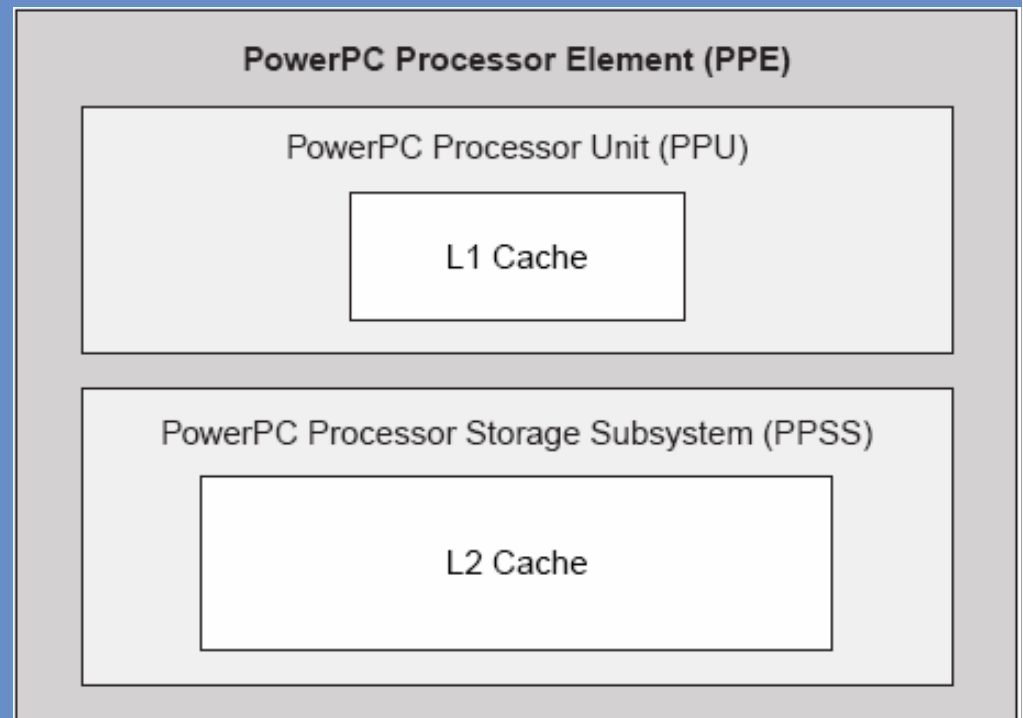 PowerPC Processor Element (PPE)
PowerPC Processor Unit (PPU)
L1 Cache
PowerPC Processor Storage Subsystem (PPSS)
L2 Cache